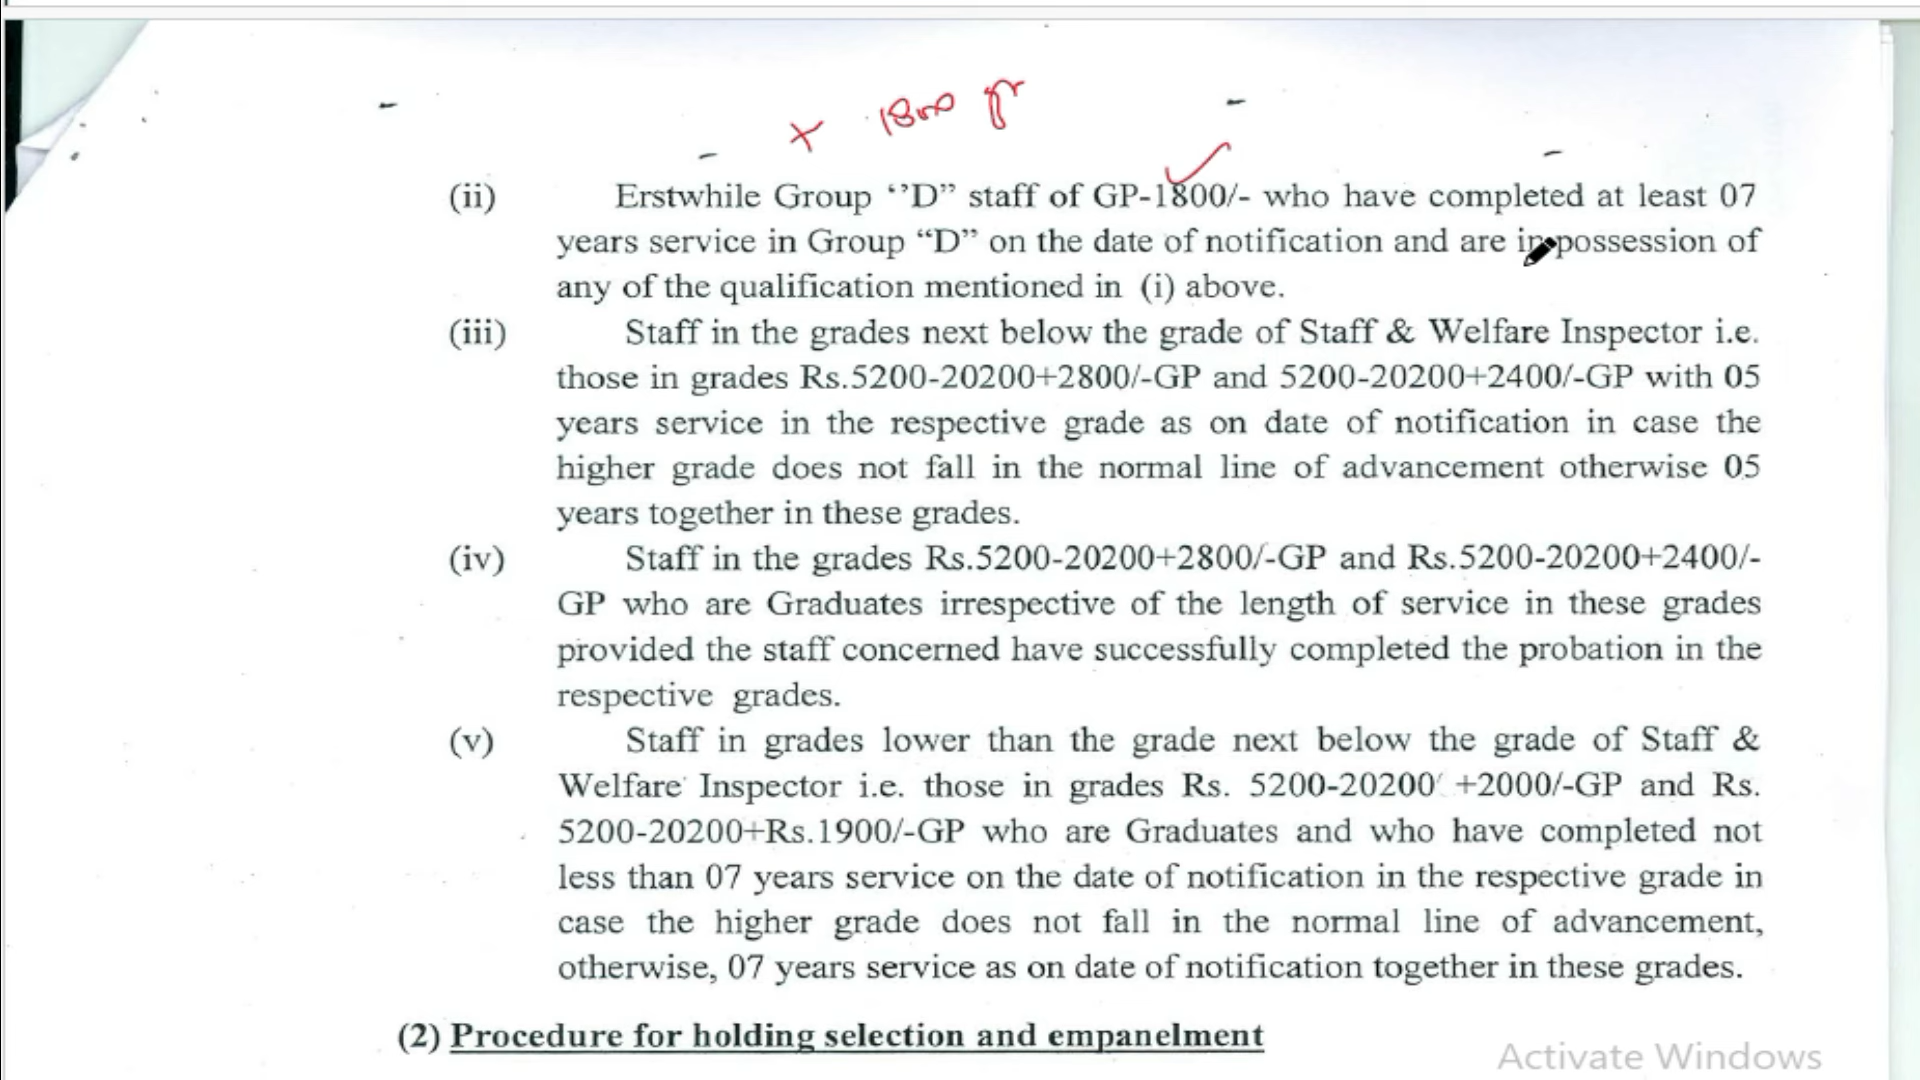 + 1800 gr
(ii) Erstwhile Group ‘’D” staff of GP-1800/- who have completed at least 07
years service in Group “D” on the date of notification and are in possession of
any of the qualification mentioned in (i) above.
(iii) Staff in the grades next below the grade of Staff & Welfare Inspector i.e.
those in grades Rs.5200-20200+2800/-GP and 5200-20200+2400/-GP with 05
years service in the respective grade as on date of notification in case the
higher grade does not fall in the normal line of advancement otherwise 05
years together in these grades.
(iv) Staff in the grades Rs.5200-20200+2800/-GP and Rs.5200-20200+2400/-
GP who are Graduates irrespective of the length of service in these grades
provided the staff concerned have successfully completed the probation in the
respective grades.
(v) Staff in grades lower than the grade next below the grade of Staff &
Welfare Inspector i.e. those in grades Rs. 5200-20200 +2000/-GP and Rs.
5200-20200+Rs.1900/-GP who are Graduates and who have completed not
less than 07 years service on the date of notification in the respective grade in
case the higher grade does not fall in the normal line of advancement,
otherwise, 07 years service as on date of notification together in these grades.
(2) Procedure for holding selection and empanelment
Activate Windows